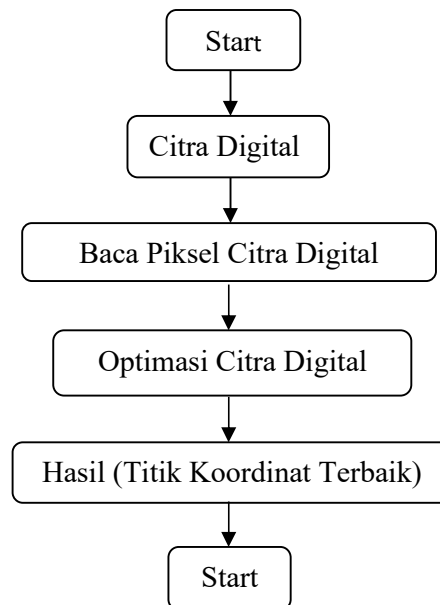 Start
Citra Digital
Baca Piksel Citra Digital
Optimasi Citra Digital
Hasil (Titik Koordinat Terbaik)
Start